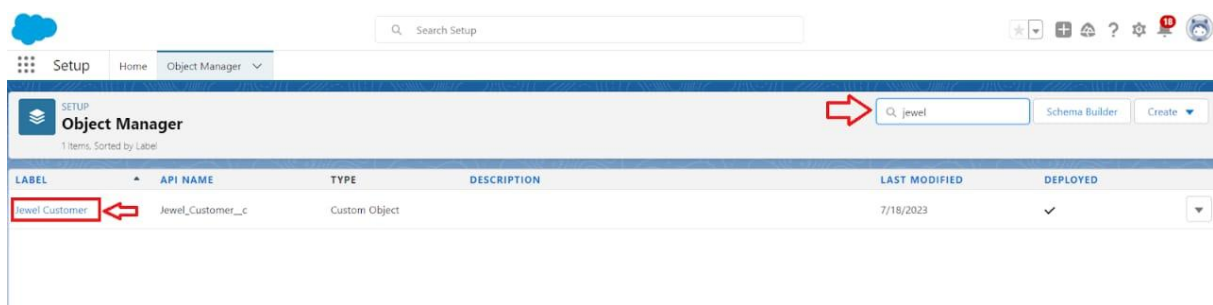 Search Setup
10
Setup Home Object Manager
SETUP
Object Manager
1 Items. Sorted by Label
jewel
Schema Builder
Create
LABEL API NAME TYPE DESCRIPTION LAST MODIFIED DEPLOYED
Jewel Customer Jewel_Customer__c Custom Object 7/18/2023